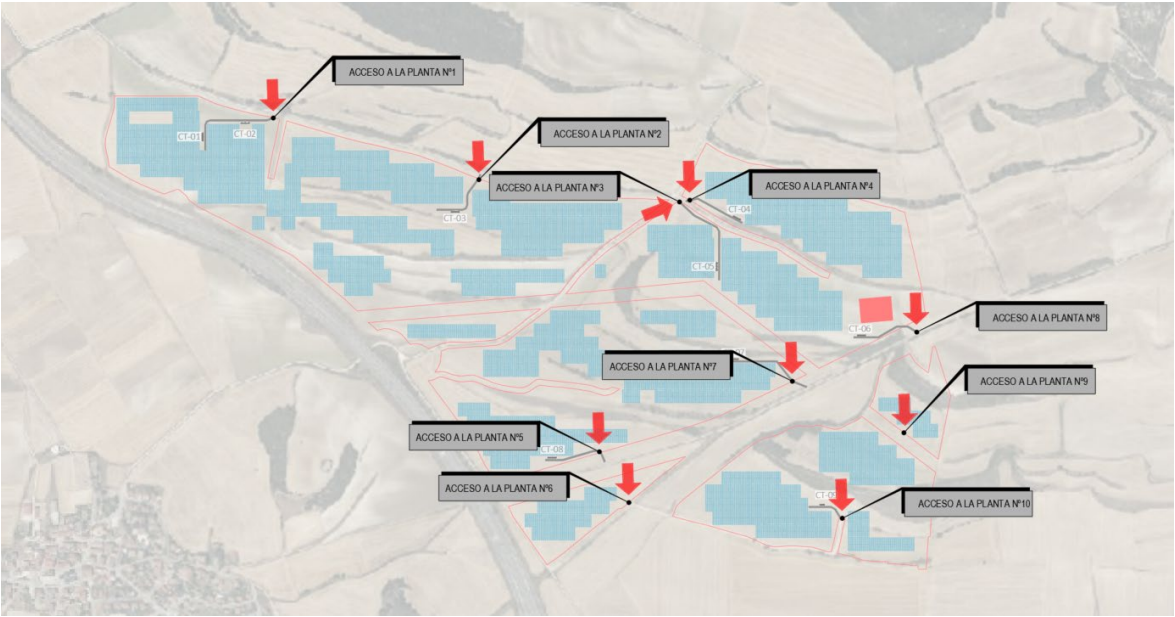 ACCESO A LA PLANTA Nº1
ACCESO A LA PLANTA Nº2
CT-01
CT-02
ACCESO A LA PLANTA Nº3
ACCESO A LA PLANTA Nº4
CT-03
CT-04
CT-05
ACCESO A LA PLANTA Nº8
CT-06
ACCESO A LA PLANTA Nº7
ACCESO A LA PLANTA Nº9
ACCESO A LA PLANTA Nº5
CT-08
ACCESO A LA PLANTA Nº6
ACCESO A LA PLANTA Nº10